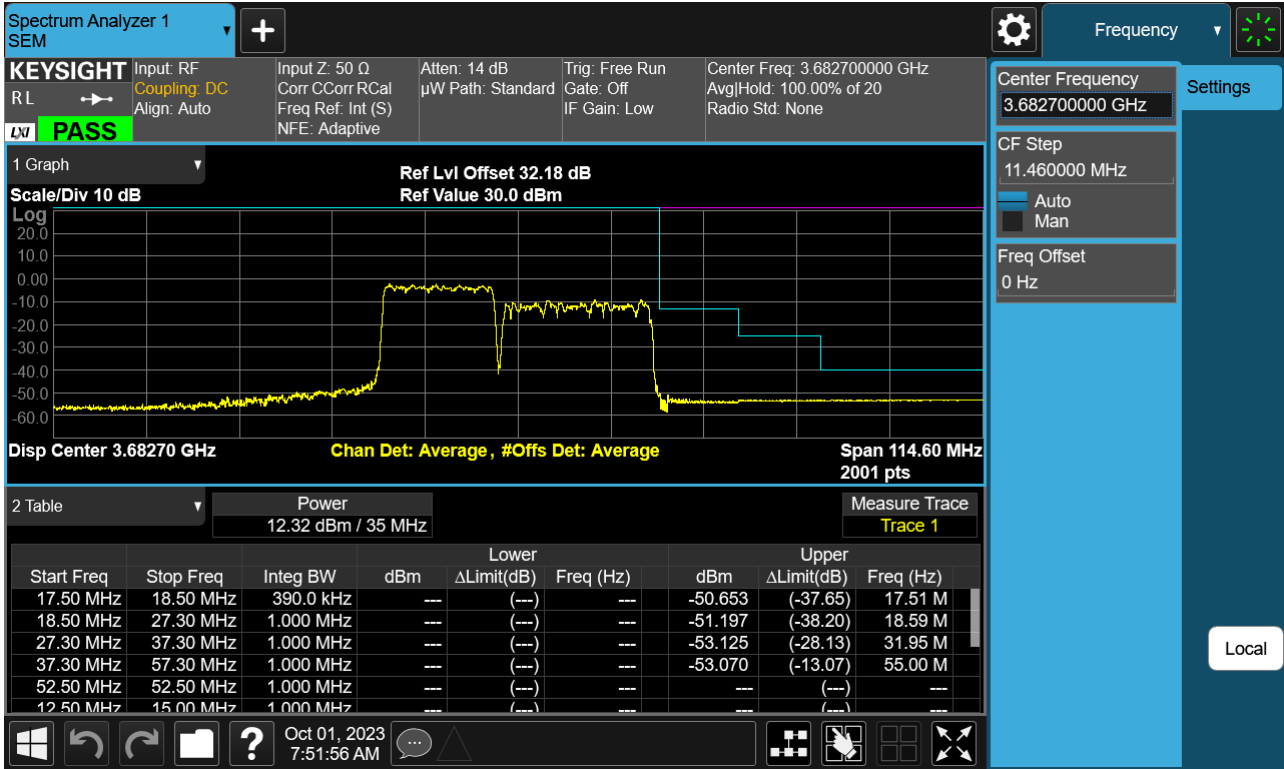 Spectrum Analyzer 1
SEM
Frequency
KEYSIGHT
R L
LXI PASS
Input: RF
Coupling: DC
Align: Auto
Input Z: 50 Ω
Corr CCorr RCal
Freq Ref: Int (S)
NFE: Adaptive
Atten: 14 dB
µW Path: Standard
Trig: Free Run
Gate: Off
IF Gain: Low
Center Freq: 3.682700000 GHz
Avg|Hold: 100.00% of 20
Radio Std: None
Center Frequency
3.682700000 GHz
Settings
CF Step
11.460000 MHz
Auto
Man
Freq Offset
0 Hz
Local
1 Graph
Scale/Div 10 dB
Ref Lvl Offset 32.18 dB
Ref Value 30.0 dBm
Log
20.0
10.0
0.00
-10.0
-20.0
-30.0
-40.0
-50.0
-60.0
Disp Center 3.68270 GHz
Chan Det: Average , #Offs Det: Average
Span 114.60 MHz
2001 pts
2 Table
Power
12.32 dBm / 35 MHz
Measure Trace
Trace 1
Lower Upper
Start Freq Stop Freq Integ BW dBm ΔLimit(dB) Freq (Hz) dBm ΔLimit(dB) Freq (Hz)
17.50 MHz 18.50 MHz 390.0 kHz --- (---) --- -50.653 (-37.65) 17.51 M
18.50 MHz 27.30 MHz 1.000 MHz --- (---) --- -51.197 (-38.20) 18.59 M
27.30 MHz 37.30 MHz 1.000 MHz --- (---) --- -53.125 (-28.13) 31.95 M
37.30 MHz 57.30 MHz 1.000 MHz --- (---) --- -53.070 (-13.07) 55.00 M
52.50 MHz 52.50 MHz 1.000 MHz --- (---) --- --- (---) ---
12.50 MHz 15.00 MHz 1.000 MHz --- (---) --- --- (---) ---
Oct 01, 2023
7:51:56 AM